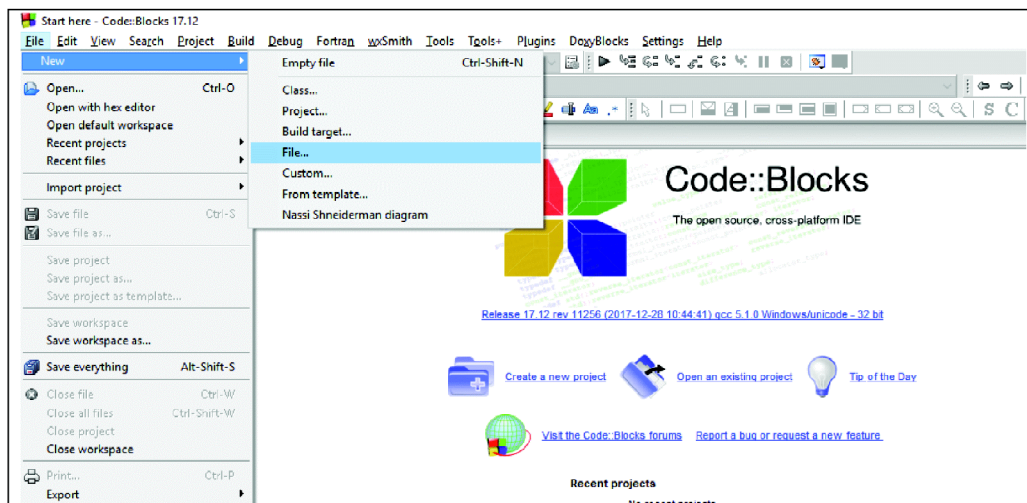 Start here - Code::Blocks 17.12
File Edit View Search Project Build Debug Fortran wxSmith Tools Tools+ Plugins DoxyBlocks Settings Help
New
Empty file Ctrl-Shift-N
Class...
Project...
Build target...
File...
Custom...
From template...
Nassi Shneiderman diagram
Open... Ctrl-O
Open with hex editor
Open default workspace
Recent projects
Recent files
Import project
Save file Ctrl-S
Save file as...
Save project
Save project as...
Save project as template...
Save workspace
Save workspace as...
Save everything Alt-Shift-S
Close file Ctrl-W
Close all files Ctrl-Shift-W
Close project
Close workspace
Print... Ctrl-P
Export
S C
Code::Blocks
The open source, cross-platform IDE
Release 17.12 rev 11256 (2017-12-28 10:44:41) gcc 5.1.0 Windows/unicode - 32 bit
Create a new project Open an existing project Tip of the Day
Visit the Code::Blocks forums Report a bug or request a new feature
Recent projects
No recent projects